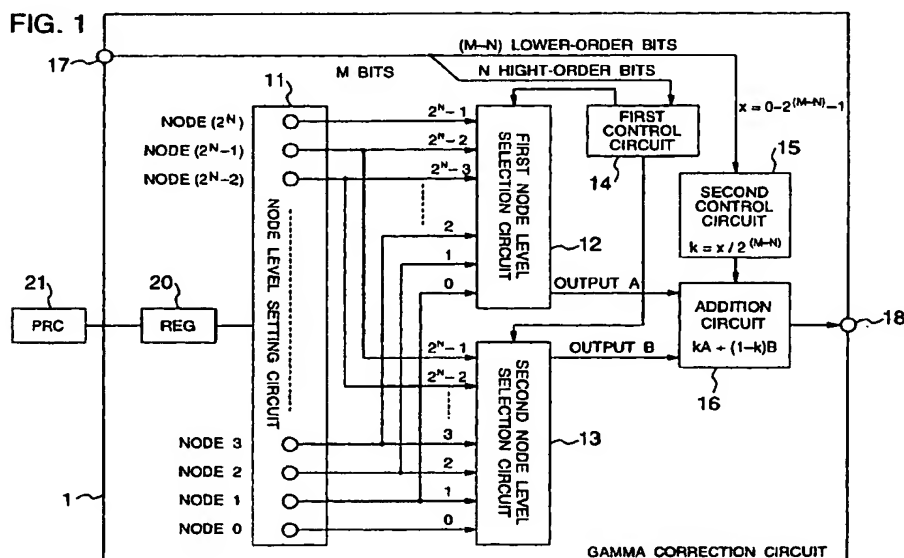 FIG. 1
17
(M–N) LOWER-ORDER BITS
M BITS
N HIGHT-ORDER BITS
x = 0–2^(M–N)–1
11
NODE (2^N)
NODE (2^N–1)
NODE (2^N–2)
NODE 3
NODE 2
NODE 1
NODE 0
NODE LEVEL SETTING CIRCUIT
2^N–1
2^N–2
2^N–3
2
1
0
FIRST NODE LEVEL SELECTION CIRCUIT
12
FIRST CONTROL CIRCUIT
14
15
SECOND CONTROL CIRCUIT
k = x / 2^(M–N)
21
PRC
20
REG
OUTPUT A
OUTPUT B
ADDITION CIRCUIT
kA + (1–k)B
16
18
2^N–1
2^N–2
3
2
1
0
SECOND NODE LEVEL SELECTION CIRCUIT
13
1
GAMMA CORRECTION CIRCUIT